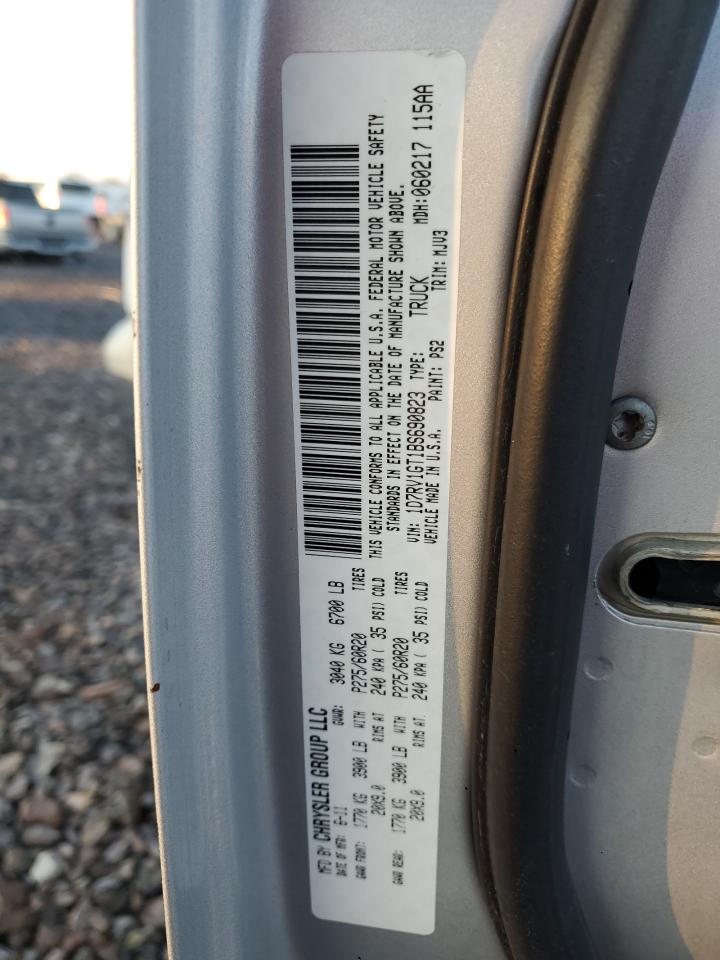 MFD BY CHRYSLER GROUP LLC
DATE OF MFR: 6-11 GVWR: 3040 KG 6700 LB
GAWR FRONT: 1770 KG 3900 LB WITH P275/60R20 TIRES
20X9.0 RIMS AT 240 KPA ( 35 PSI) COLD
GAWR REAR: 1770 KG 3900 LB WITH P275/60R20 TIRES
20X9.0 RIMS AT. 240 KPA ( 35 PSI) COLD
THIS VEHICLE CONFORMS TO ALL APPLICABLE U.S.A. FEDERAL MOTOR VEHICLE SAFETY
STANDARDS IN EFFECT ON THE DATE OF MANUFACTURE SHOWN ABOVE.
VIN: 1D7RV1GT1BS690823 TYPE: TRUCK MDH:060217 115AA
VEHICLE MADE IN U.S.A. PAINT: PS2 TRIM: MJV3